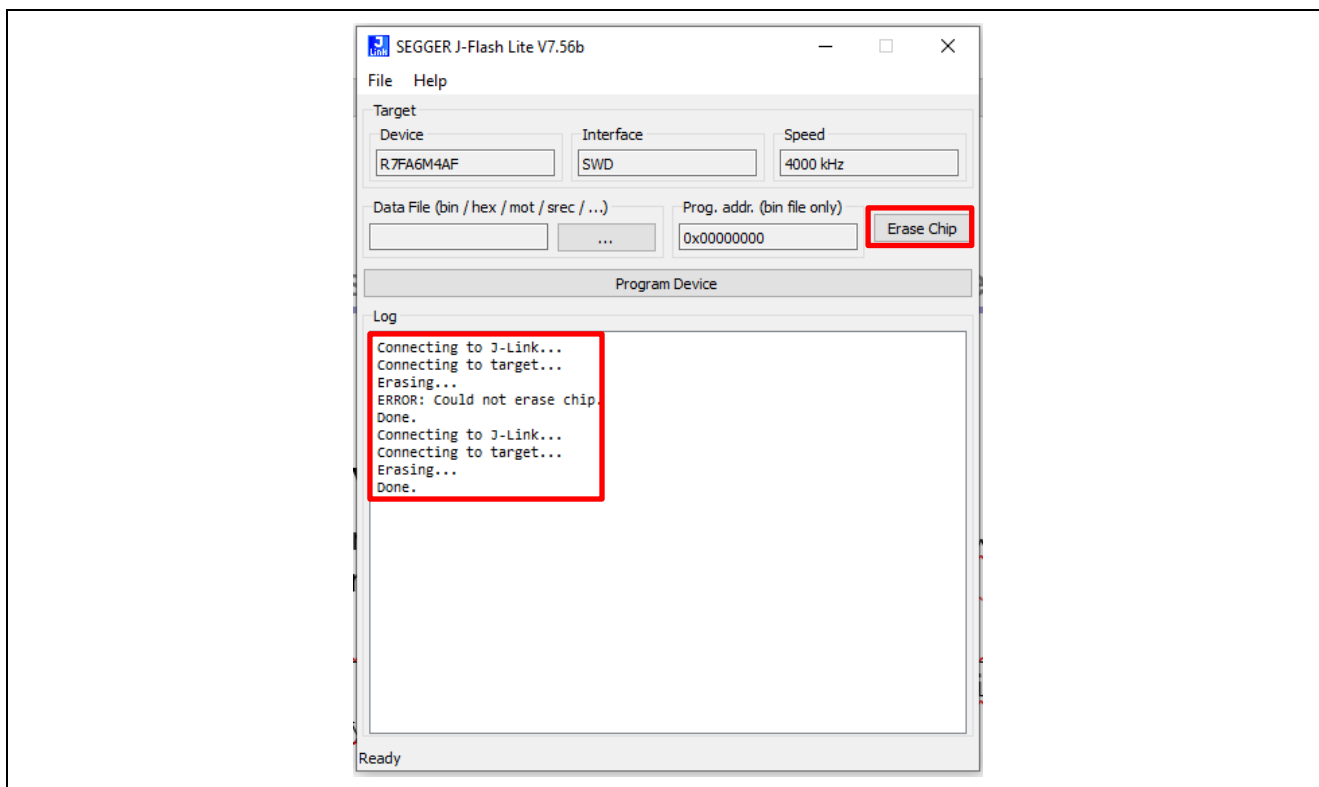 SEGGER J-Flash Lite V7.56b
File Help
Target
Device Interface Speed
R7FA6M4AF SWD 4000 kHz
Data File (bin / hex / mot / srec / ...) Prog. addr. (bin file only)
... 0x00000000 Erase Chip
Program Device
Log
Connecting to J-Link...
Connecting to target...
Erasing...
ERROR: Could not erase chip.
Done.
Connecting to J-Link...
Connecting to target...
Erasing...
Done.
Ready